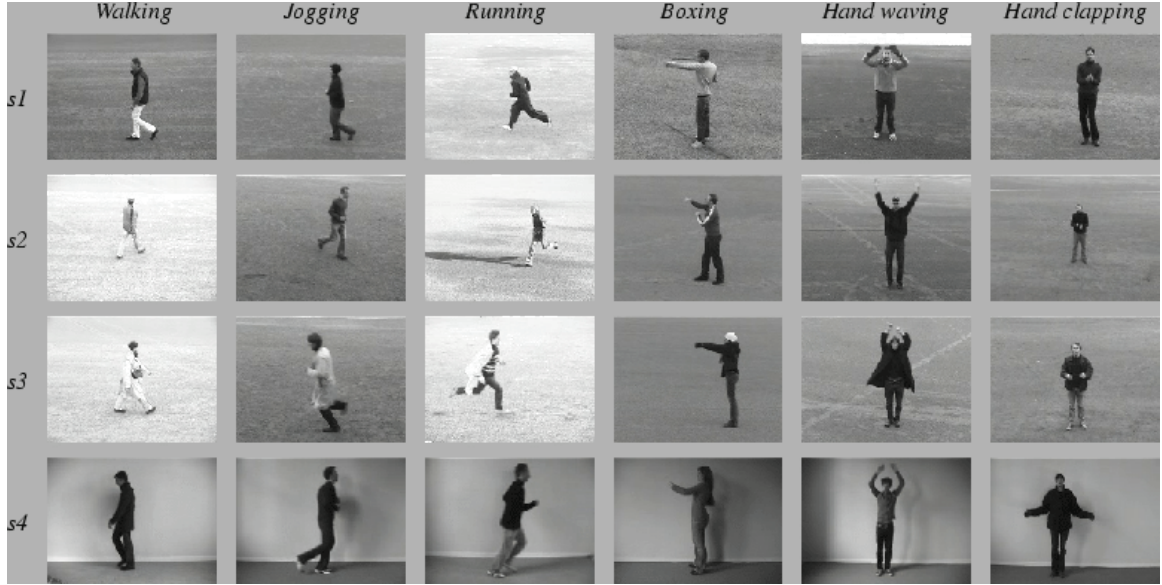 Walking Jogging Running Boxing Hand waving Hand clapping
s1
s2
s3
s4